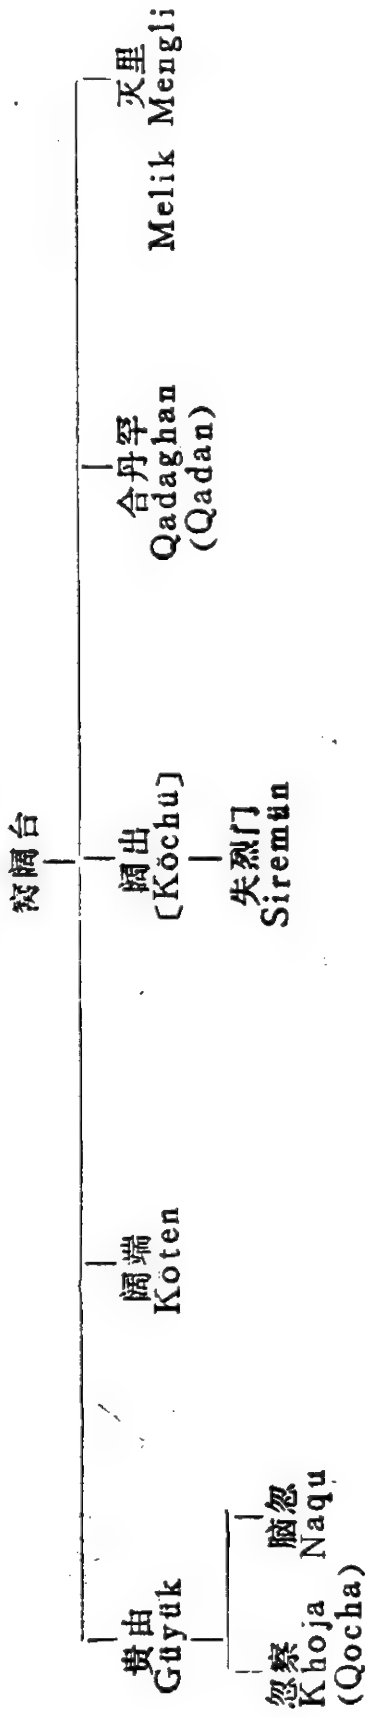 窝阔台
贵由
Güyük
阔端
Köten
阔出
〔Köchü〕
合丹罕
Qadaghan
(Qadan)
灭里
Melik Mengli
忽察
Khoja
(Qocha)
脑忽
Naqu
失烈门
Siremün